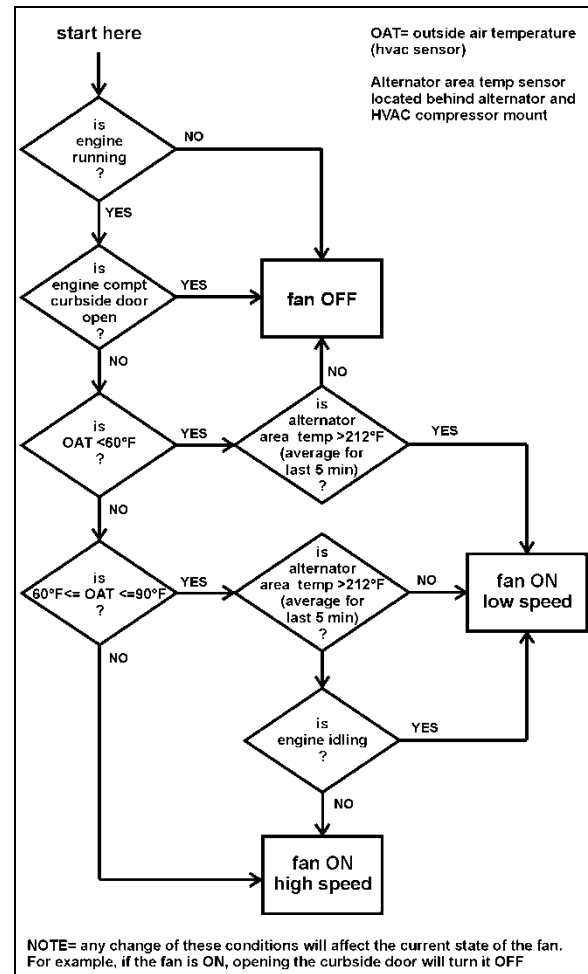 start here
OAT= outside air temperature
(hvac sensor)
Alternator area temp sensor
located behind alternator and
HVAC compressor mount
is
engine
running
?
NO
YES
is
engine compt
curbside door
open
?
YES
fan OFF
NO
NO
is
OAT <60°F
?
YES
is
alternator
area temp >212°F
(average for
last 5 min)
?
YES
NO
is
60°F<= OAT <=90°F
?
YES
is
alternator
area temp >212°F
(average for
last 5 min)
?
NO
fan ON
low speed
NO
is
engine idling
?
YES
NO
fan ON
high speed
NOTE= any change of these conditions will affect the current state of the fan.
For example, if the fan is ON, opening the curbside door will turn it OFF